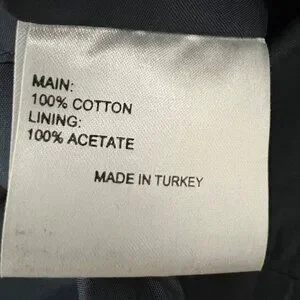 MAIN:
100% COTTON
LINING:
100% ACETATE
MADE IN TURKEY